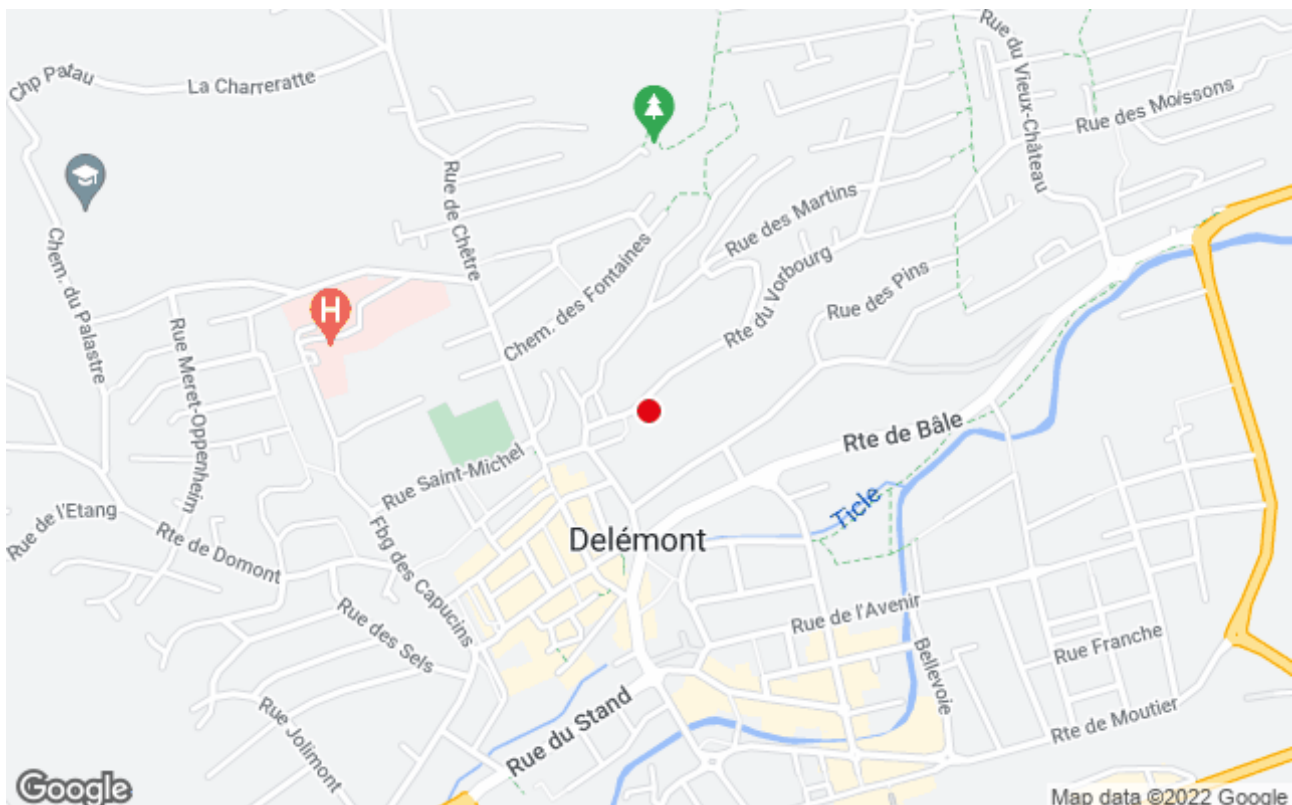 Rue du Vieux-Château
Chp Patau
La Charreratte
Rue des Moissons
Rue de Chêtre
Rue des Martins
Chem. du Palastre
Chem. des Fontaines
Rte du Vorbourg
Rue des Pins
H
Rue Meret-Oppenheim
Rte de Bâle
Rue Saint-Michel
Rue de l'Etang
Ticle
Rte de Domont
Fbg des Capucins
Delémont
Rue de l'Avenir
Rue des Sels
Rue Franche
Bellevoie
Rue Jolimont
Rue du Stand
Rte de Moutier
Google
Map data ©2022 Google